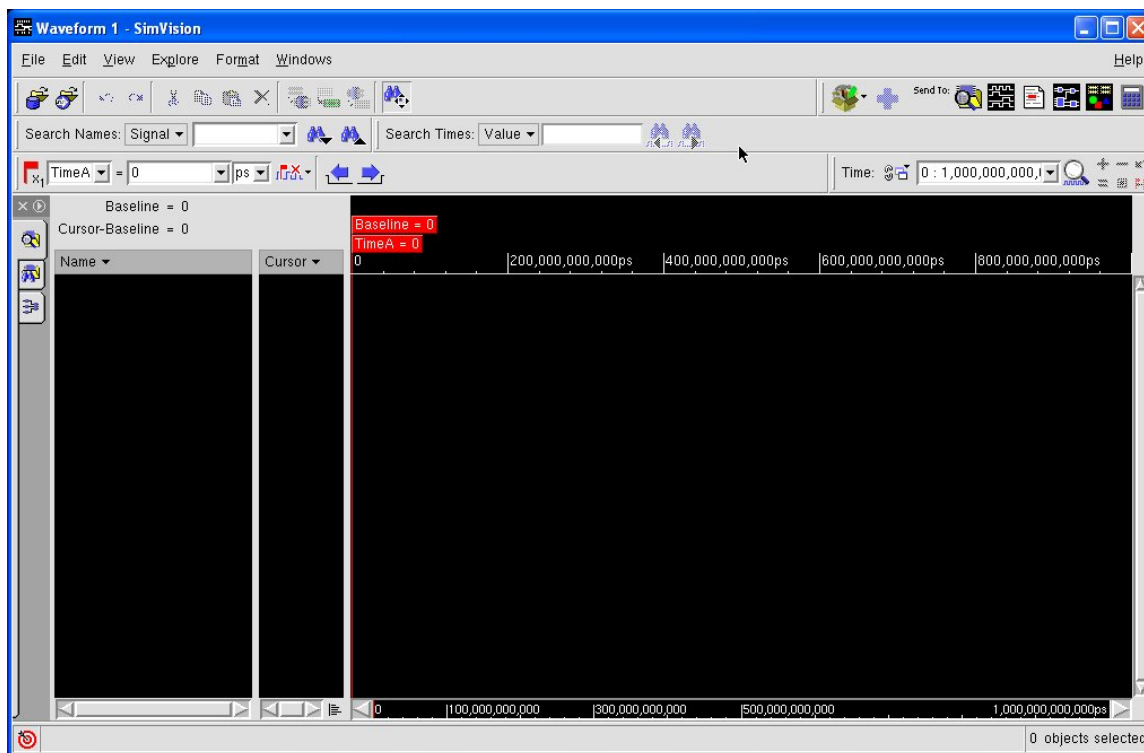 Waveform 1 - SimVision
File Edit View Explore Format Windows Help
Send To:
Search Names: Signal Search Times: Value
x1 TimeA = 0 ps Time: 0 : 1,000,000,000,
Baseline = 0
Cursor-Baseline = 0
Name Cursor
Baseline = 0
TimeA = 0
0 200,000,000,000ps 400,000,000,000ps 600,000,000,000ps 800,000,000,000ps
0 100,000,000,000 300,000,000,000 500,000,000,000 1,000,000,000,000ps
0 objects selected